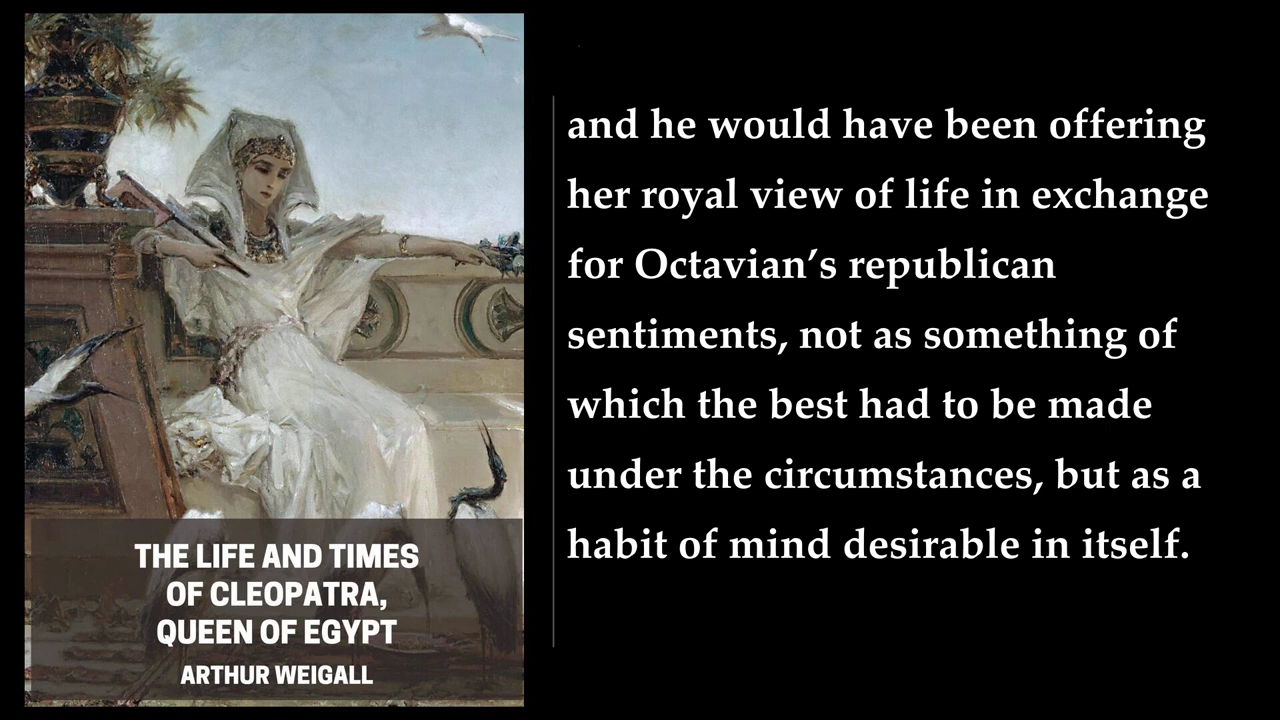 and he would have been offering
her royal view of life in exchange
for Octavian’s republican
sentiments, not as something of
which the best had to be made
under the circumstances, but as a
habit of mind desirable in itself.
THE LIFE AND TIMES
OF CLEOPATRA,
QUEEN OF EGYPT
ARTHUR WEIGALL